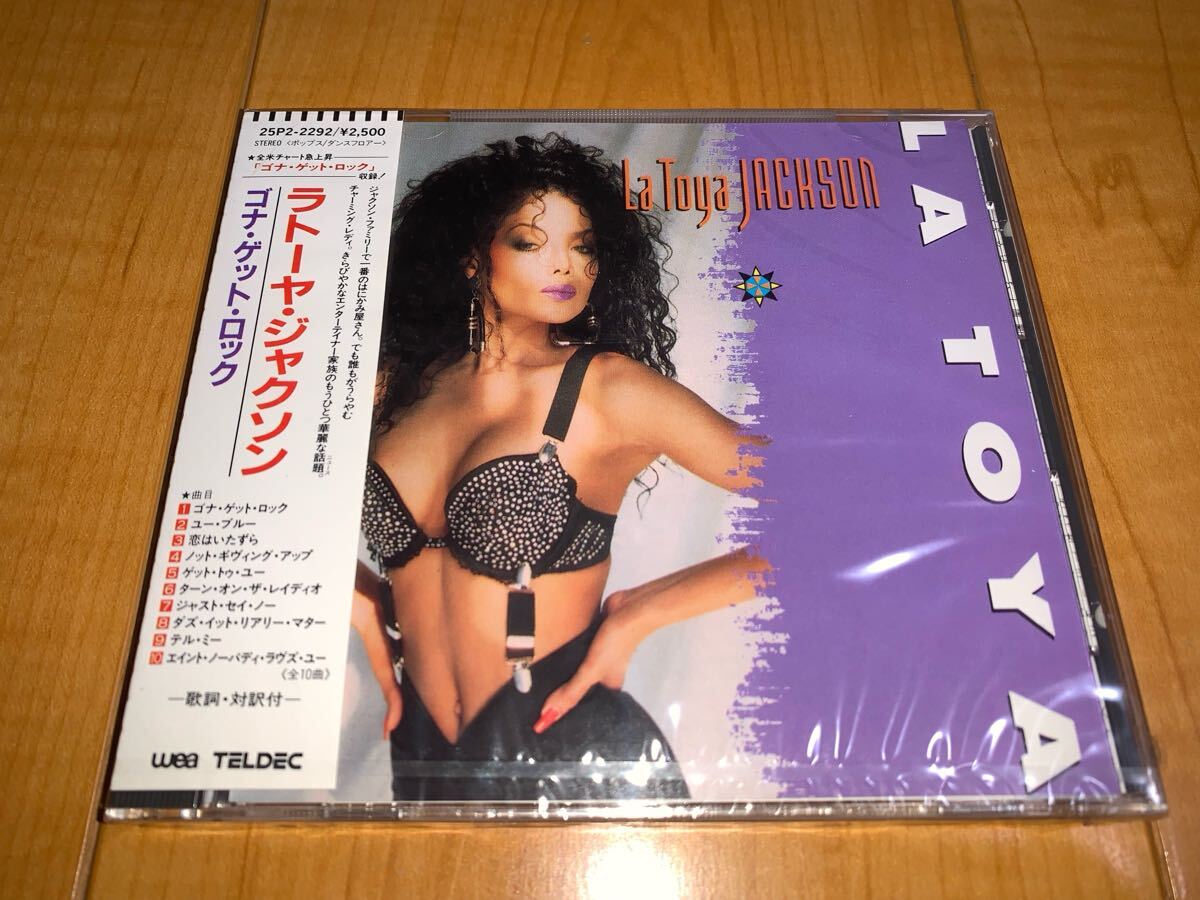 25P2-2292/¥2,500
STEREO〈ポップス/ダンスフロアー〉
★全米チャート急上昇
「ゴナ・ゲット・ロック」
収録!
ジャクソン・ファミリーで一番のはにかみ屋さん。でも誰もがうらやむ
チャーミング・レディ。きらびやかなエンターテイナー家族のもうひとつ華麗な話題。
ニュース
ラトーヤ・ジャクソン
ゴナ・ゲット・ロック
★曲目
1 ゴナ・ゲット・ロック
2 ユー・ブルー
3 恋はいたずら
4 ノット・ギヴィング・アップ
5 ゲット・トゥ・ユー
6 ターン・オン・ザ・レイディオ
7 ジャスト・セイ・ノー
8 ダズ・イット・リアリー・マター
9 テル・ミー
10 エイント・ノーバディ・ラヴズ・ユー
〈全10曲〉
—歌詞・対訳付—
wea TELDEC
La Toya JACKSON
LA TOYA